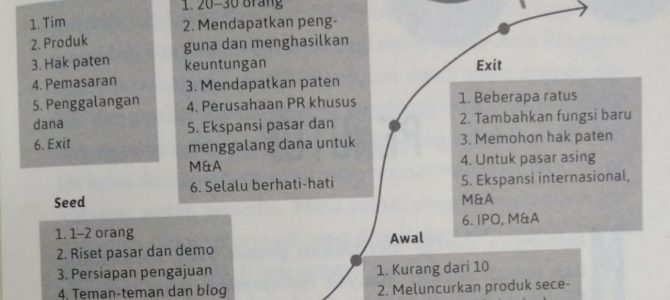 1. Tim
2. Produk
3. Hak paten
4. Pemasaran
5. Penggalangan
dana
6. Exit
1. 20–30 orang
2. Mendapatkan peng-
guna dan menghasilkan
keuntungan
3. Mendapatkan paten
4. Perusahaan PR khusus
5. Ekspansi pasar dan
menggalang dana untuk
M&A
6. Selalu berhati-hati
Exit
1. Beberapa ratus
2. Tambahkan fungsi baru
3. Memohon hak paten
4. Untuk pasar asing
5. Ekspansi internasional,
M&A
6. IPO, M&A
Seed
1. 1–2 orang
2. Riset pasar dan demo
3. Persiapan pengajuan
4. Teman-teman dan blog
Awal
1. Kurang dari 10
2. Meluncurkan produk sece-